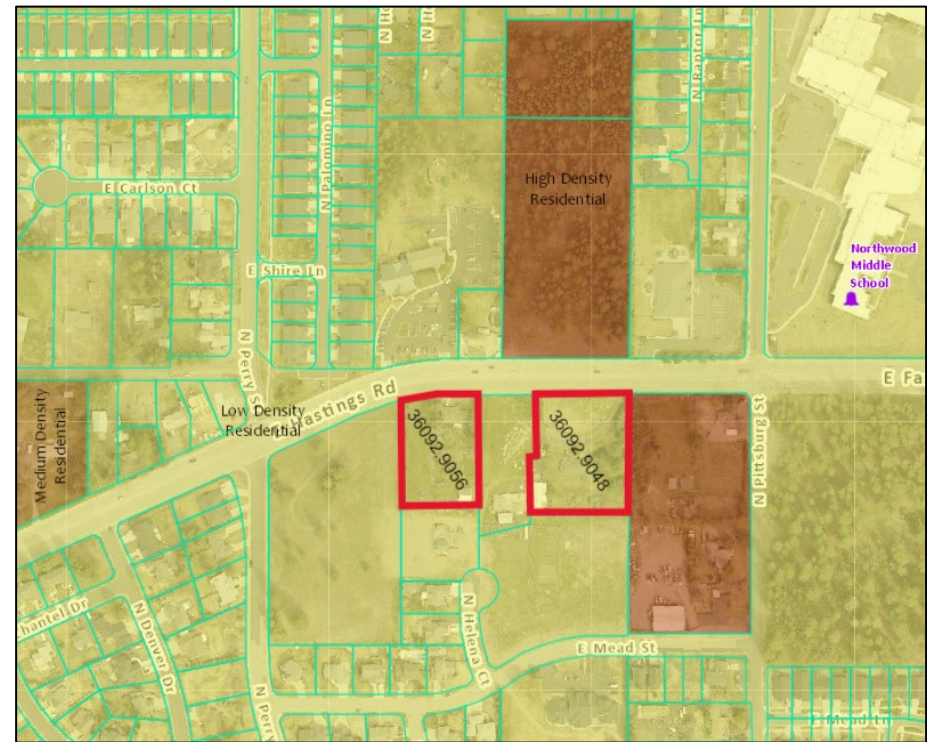 N Ho
N H
N Raptor Ln
N Palomino Ln
E Carlson Ct
High Density
Residential
Northwood
Middle
School
E Shire Ln
N Perry S
E Fa
Hastings Rd
Low Density
Residential
Medium Density
Residential
36092.9056
36092.9048
N Pittsburg St
hantel Dr
N Denver Dr
N Helena Ct
E Mead St
N Perry
E Mead Ln